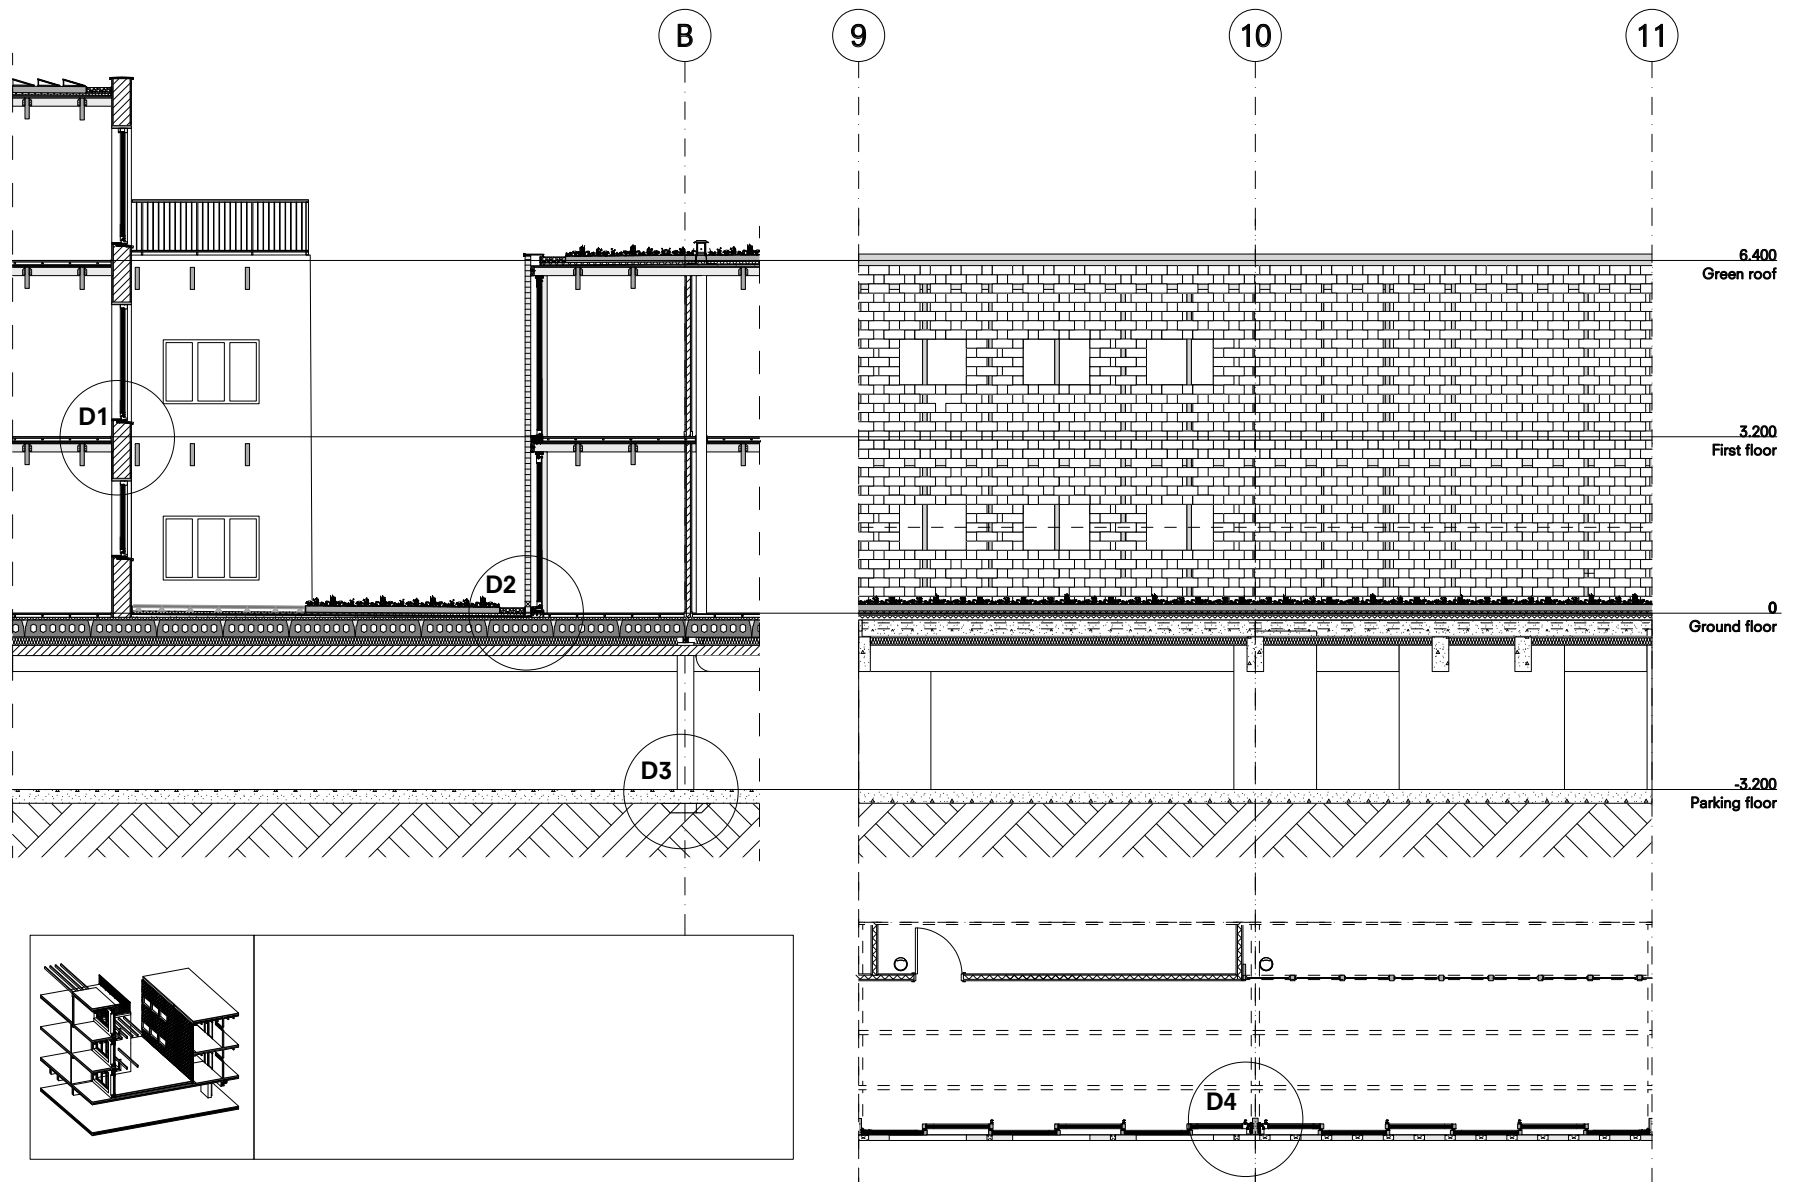 B
9
10
11
6.400
Green roof
D1
3.200
First floor
D2
0
Ground floor
D3
-3.200
Parking floor
D4